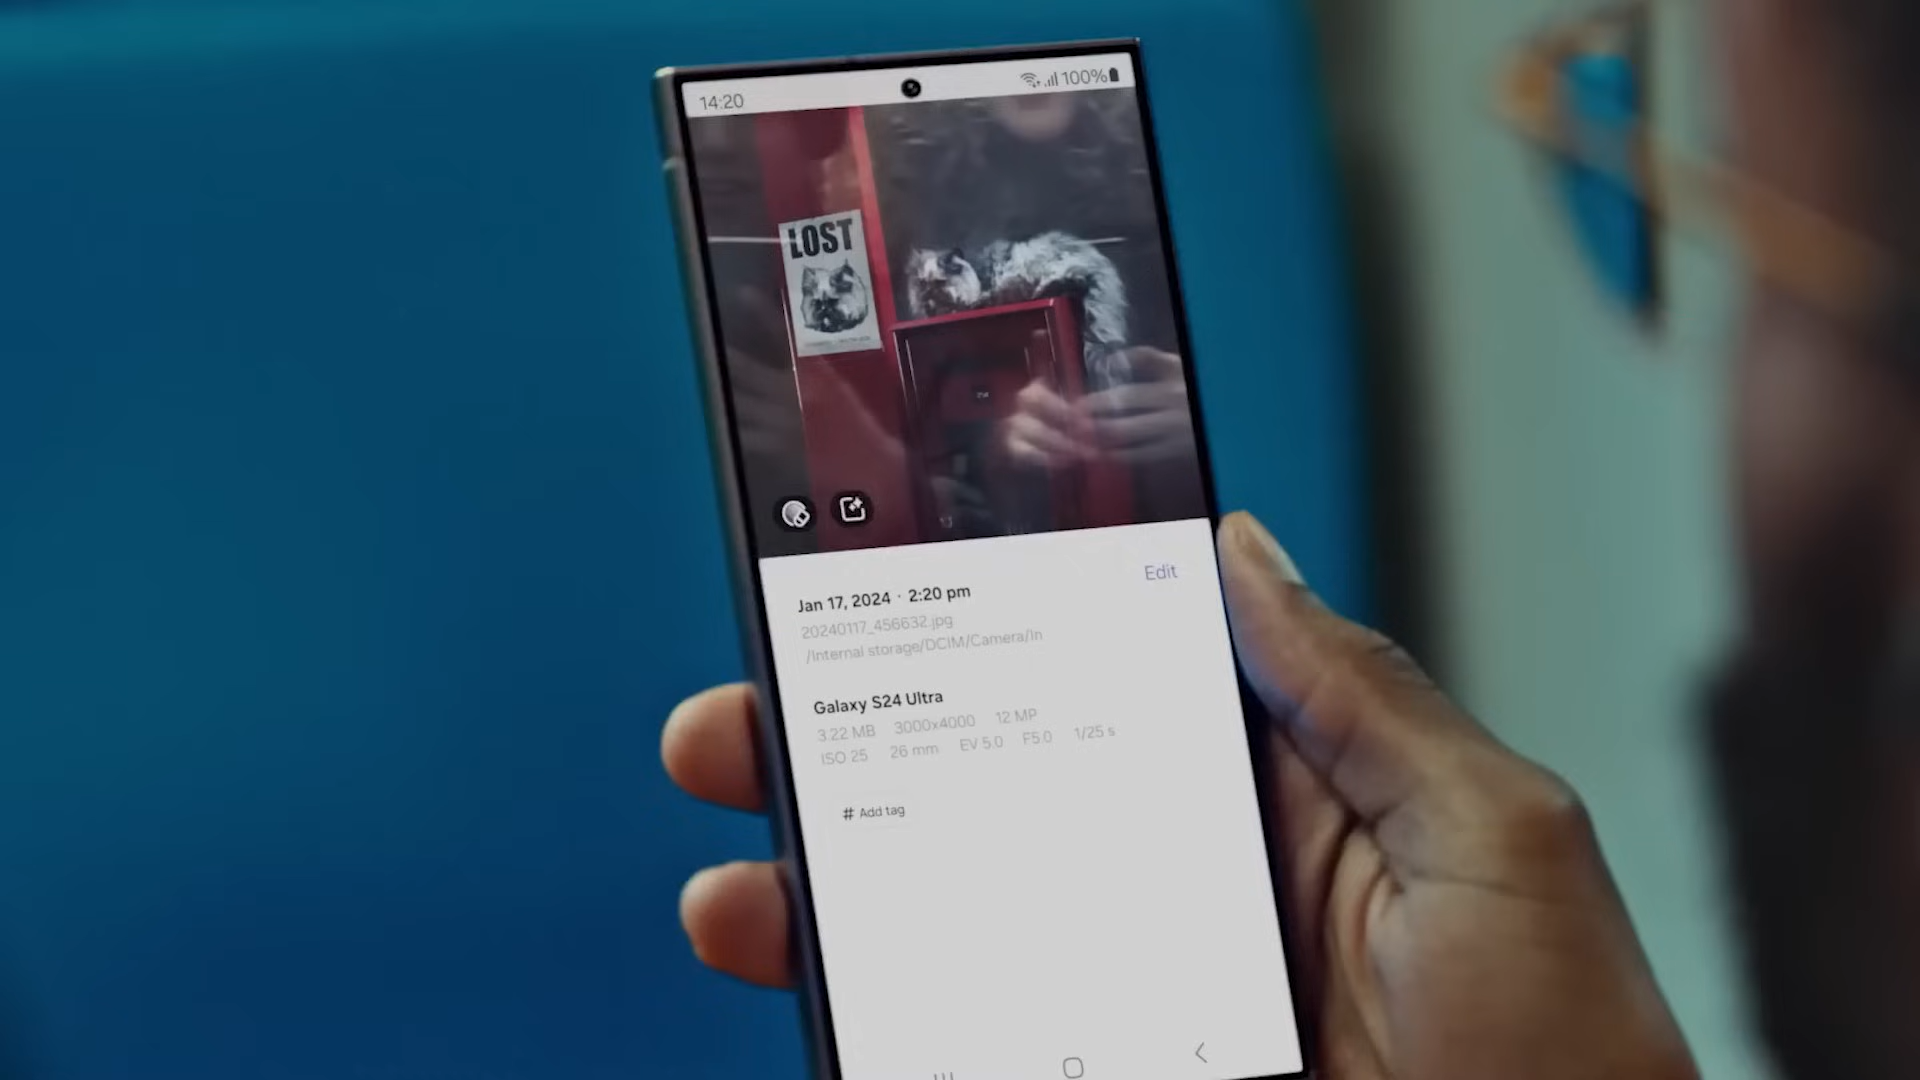 14:20
100%
LOST
Edit
Jan 17, 2024 · 2:20 pm
20240117_456632.jpg
/Internal storage/DCIM/Camera/In
Galaxy S24 Ultra
3.22 MB 3000x4000 12 MP
ISO 25 26 mm EV 5.0 F5.0 1/25 s
# Add tag